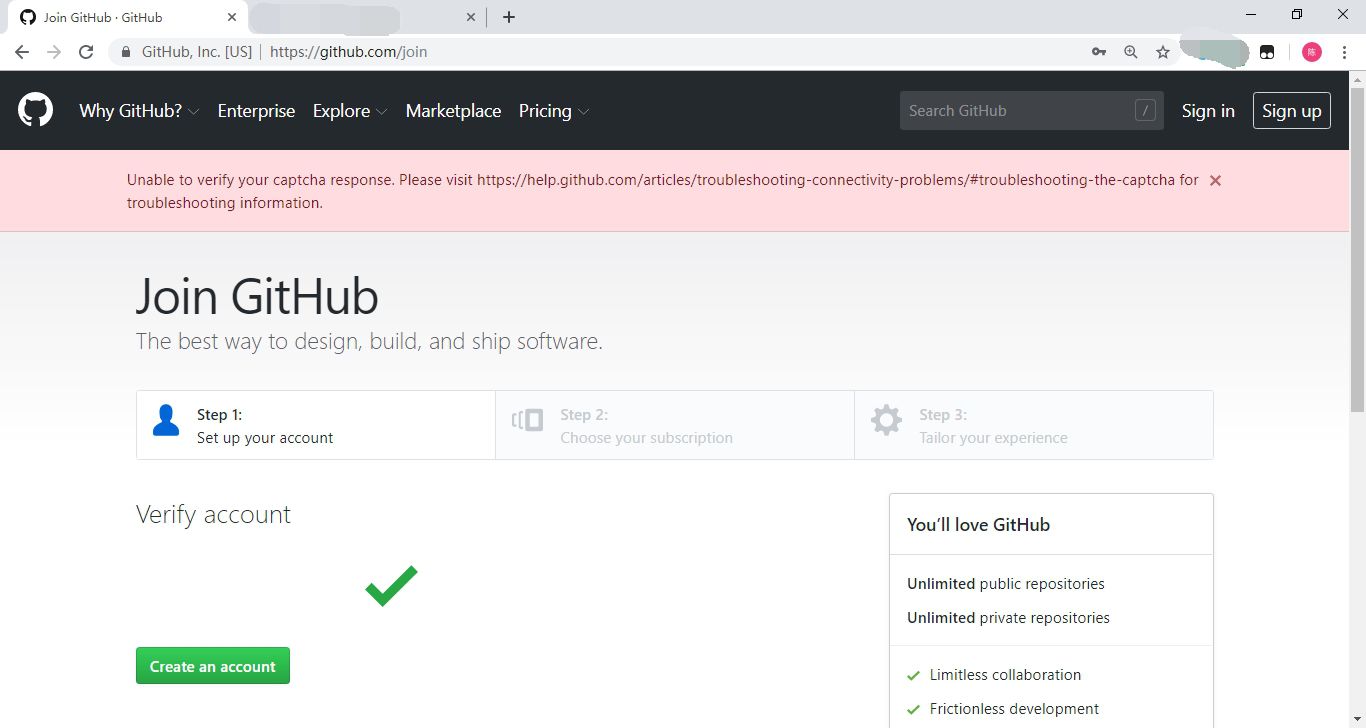 Join GitHub · GitHub
GitHub, Inc. [US] | https://github.com/join
陈
Why GitHub? Enterprise Explore Marketplace Pricing Search GitHub / Sign in Sign up
Unable to verify your captcha response. Please visit https://help.github.com/articles/troubleshooting-connectivity-problems/#troubleshooting-the-captcha for
troubleshooting information.
Join GitHub
The best way to design, build, and ship software.
Step 1:
Set up your account
Step 2:
Choose your subscription
Step 3:
Tailor your experience
Verify account
Create an account
You'll love GitHub
Unlimited public repositories
Unlimited private repositories
Limitless collaboration
Frictionless development